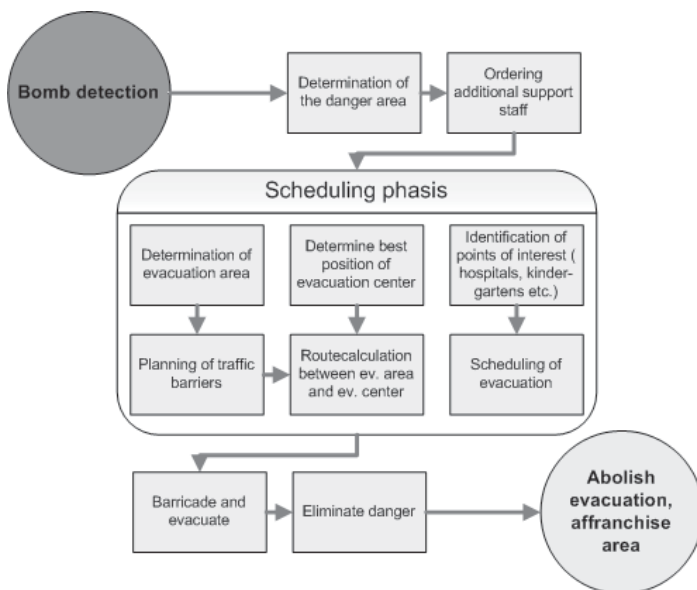 Bomb detection
Determination of
the danger area
Ordering
additional support
staff
Scheduling phasis
Determination of
evacuation area
Determine best
position of
evacuation center
Identification of
points of interest (
hospitals, kinder-
gartens etc.)
Planning of traffic
barriers
Routecalculation
between ev. area
and ev. center
Scheduling of
evacuation
Barricade and
evacuate
Eliminate danger
Abolish
evacuation,
affranchise
area